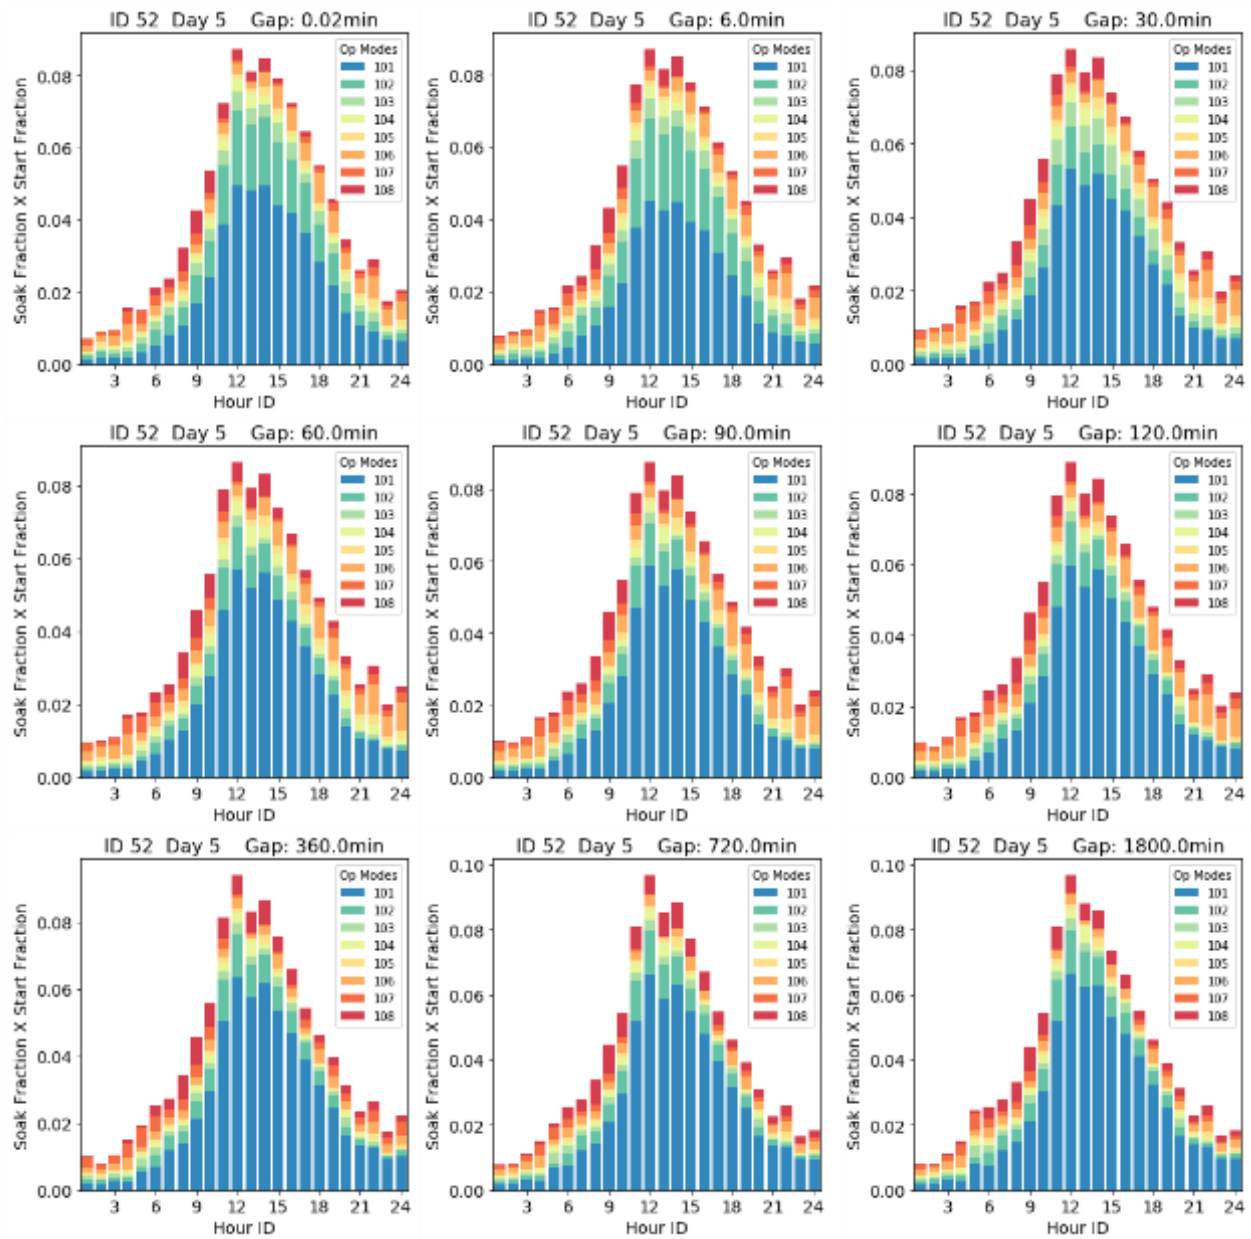 ID 52 Day 5 Gap: 0.02min
Soak Fraction X Start Fraction
0.08
0.06
0.04
0.02
0.00
Op Modes
101
102
103
104
105
106
107
108
3 6 9 12 15 18 21 24
Hour ID
ID 52 Day 5 Gap: 6.0min
Soak Fraction X Start Fraction
0.08
0.06
0.04
0.02
0.00
Op Modes
101
102
103
104
105
106
107
108
3 6 9 12 15 18 21 24
Hour ID
ID 52 Day 5 Gap: 30.0min
Soak Fraction X Start Fraction
0.08
0.06
0.04
0.02
0.00
Op Modes
101
102
103
104
105
106
107
108
3 6 9 12 15 18 21 24
Hour ID
ID 52 Day 5 Gap: 60.0min
Soak Fraction X Start Fraction
0.08
0.06
0.04
0.02
0.00
Op Modes
101
102
103
104
105
106
107
108
3 6 9 12 15 18 21 24
Hour ID
ID 52 Day 5 Gap: 90.0min
Soak Fraction X Start Fraction
0.08
0.06
0.04
0.02
0.00
Op Modes
101
102
103
104
105
106
107
108
3 6 9 12 15 18 21 24
Hour ID
ID 52 Day 5 Gap: 120.0min
Soak Fraction X Start Fraction
0.08
0.06
0.04
0.02
0.00
Op Modes
101
102
103
104
105
106
107
108
3 6 9 12 15 18 21 24
Hour ID
ID 52 Day 5 Gap: 360.0min
Soak Fraction X Start Fraction
0.08
0.06
0.04
0.02
0.00
Op Modes
101
102
103
104
105
106
107
108
3 6 9 12 15 18 21 24
Hour ID
ID 52 Day 5 Gap: 720.0min
Soak Fraction X Start Fraction
0.10
0.08
0.06
0.04
0.02
0.00
Op Modes
101
102
103
104
105
106
107
108
3 6 9 12 15 18 21 24
Hour ID
ID 52 Day 5 Gap: 1800.0min
Soak Fraction X Start Fraction
0.10
0.08
0.06
0.04
0.02
0.00
Op Modes
101
102
103
104
105
106
107
108
3 6 9 12 15 18 21 24
Hour ID